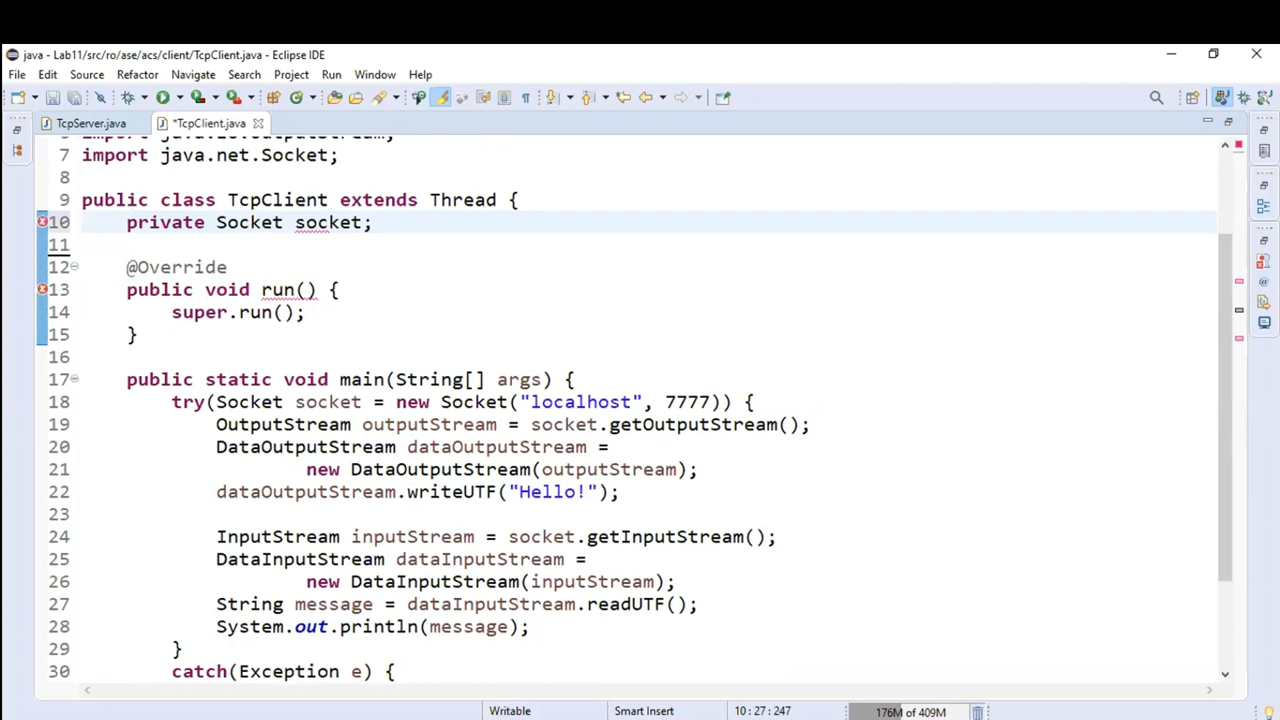 java - Lab11/src/ro/ase/acs/client/TcpClient.java - Eclipse IDE
File Edit Source Refactor Navigate Search Project Run Window Help
TcpServer.java *TcpClient.java
6 import java.io.OutputStream;
7 import java.net.Socket;
8
9 public class TcpClient extends Thread {
10 private Socket socket;
11
12 @Override
13 public void run() {
14 super.run();
15 }
16
17 public static void main(String[] args) {
18 try(Socket socket = new Socket("localhost", 7777)) {
19 OutputStream outputStream = socket.getOutputStream();
20 DataOutputStream dataOutputStream =
21 new DataOutputStream(outputStream);
22 dataOutputStream.writeUTF("Hello!");
23
24 InputStream inputStream = socket.getInputStream();
25 DataInputStream dataInputStream =
26 new DataInputStream(inputStream);
27 String message = dataInputStream.readUTF();
28 System.out.println(message);
29 }
30 catch(Exception e) {
Writable Smart Insert 10 : 27 : 247 176M of 409M